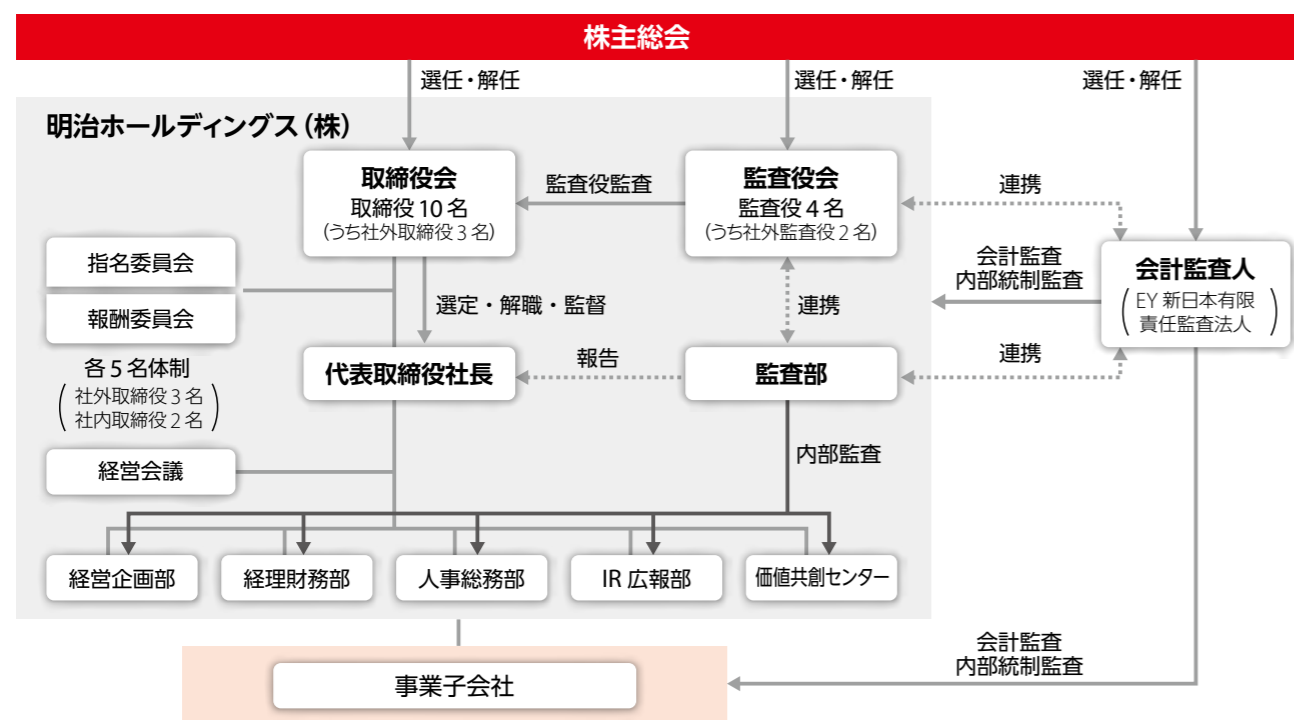 株主総会
選任・解任
選任・解任
選任・解任
明治ホールディングス(株)
取締役会
取締役10名
(うち社外取締役3名)
監査役監査
監査役会
監査役4名
(うち社外監査役2名)
連携
指名委員会
報酬委員会
各5名体制
(社外取締役3名
社内取締役2名)
選定・解職・監督
連携
会計監査
内部統制監査
会計監査人
(EY新日本有限
責任監査法人)
連携
代表取締役社長
報告
監査部
経営会議
内部監査
経営企画部
経理財務部
人事総務部
IR広報部
価値共創センター
会計監査
内部統制監査
事業子会社